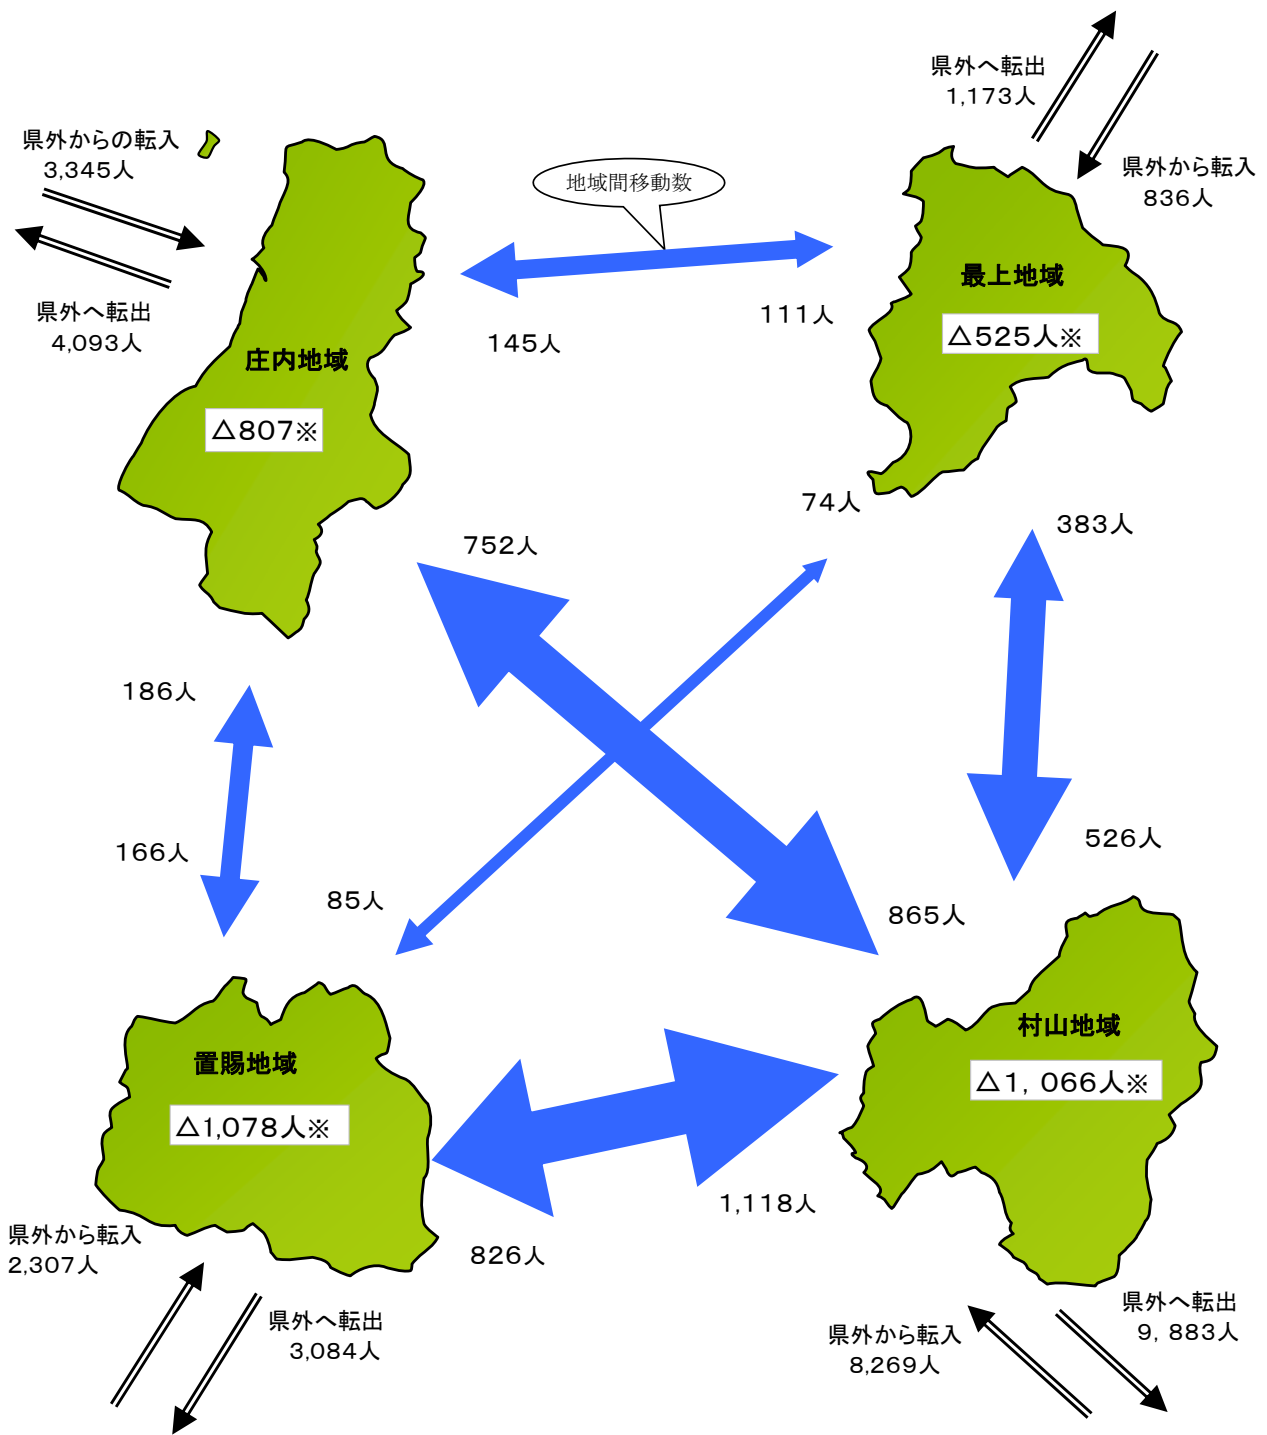 県外へ転出
1,173人
県外からの転入
3,345人
地域間移動数
県外から転入
836人
最上地域
県外へ転出
4,093人
111人
145人
△525人※
庄内地域
△807※
74人
383人
752人
186人
166人
526人
85人
865人
村山地域
置賜地域
△1,066人※
△1,078人※
1,118人
県外から転入
2,307人
826人
県外へ転出
3,084人
県外へ転出
9,883人
県外から転入
8,269人